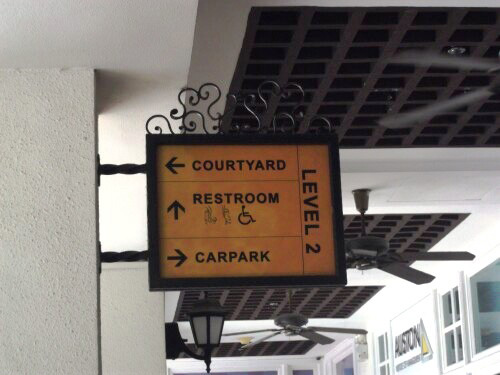 ← COURTYARD
↑ RESTROOM
→ CARPARK
LEVEL 2